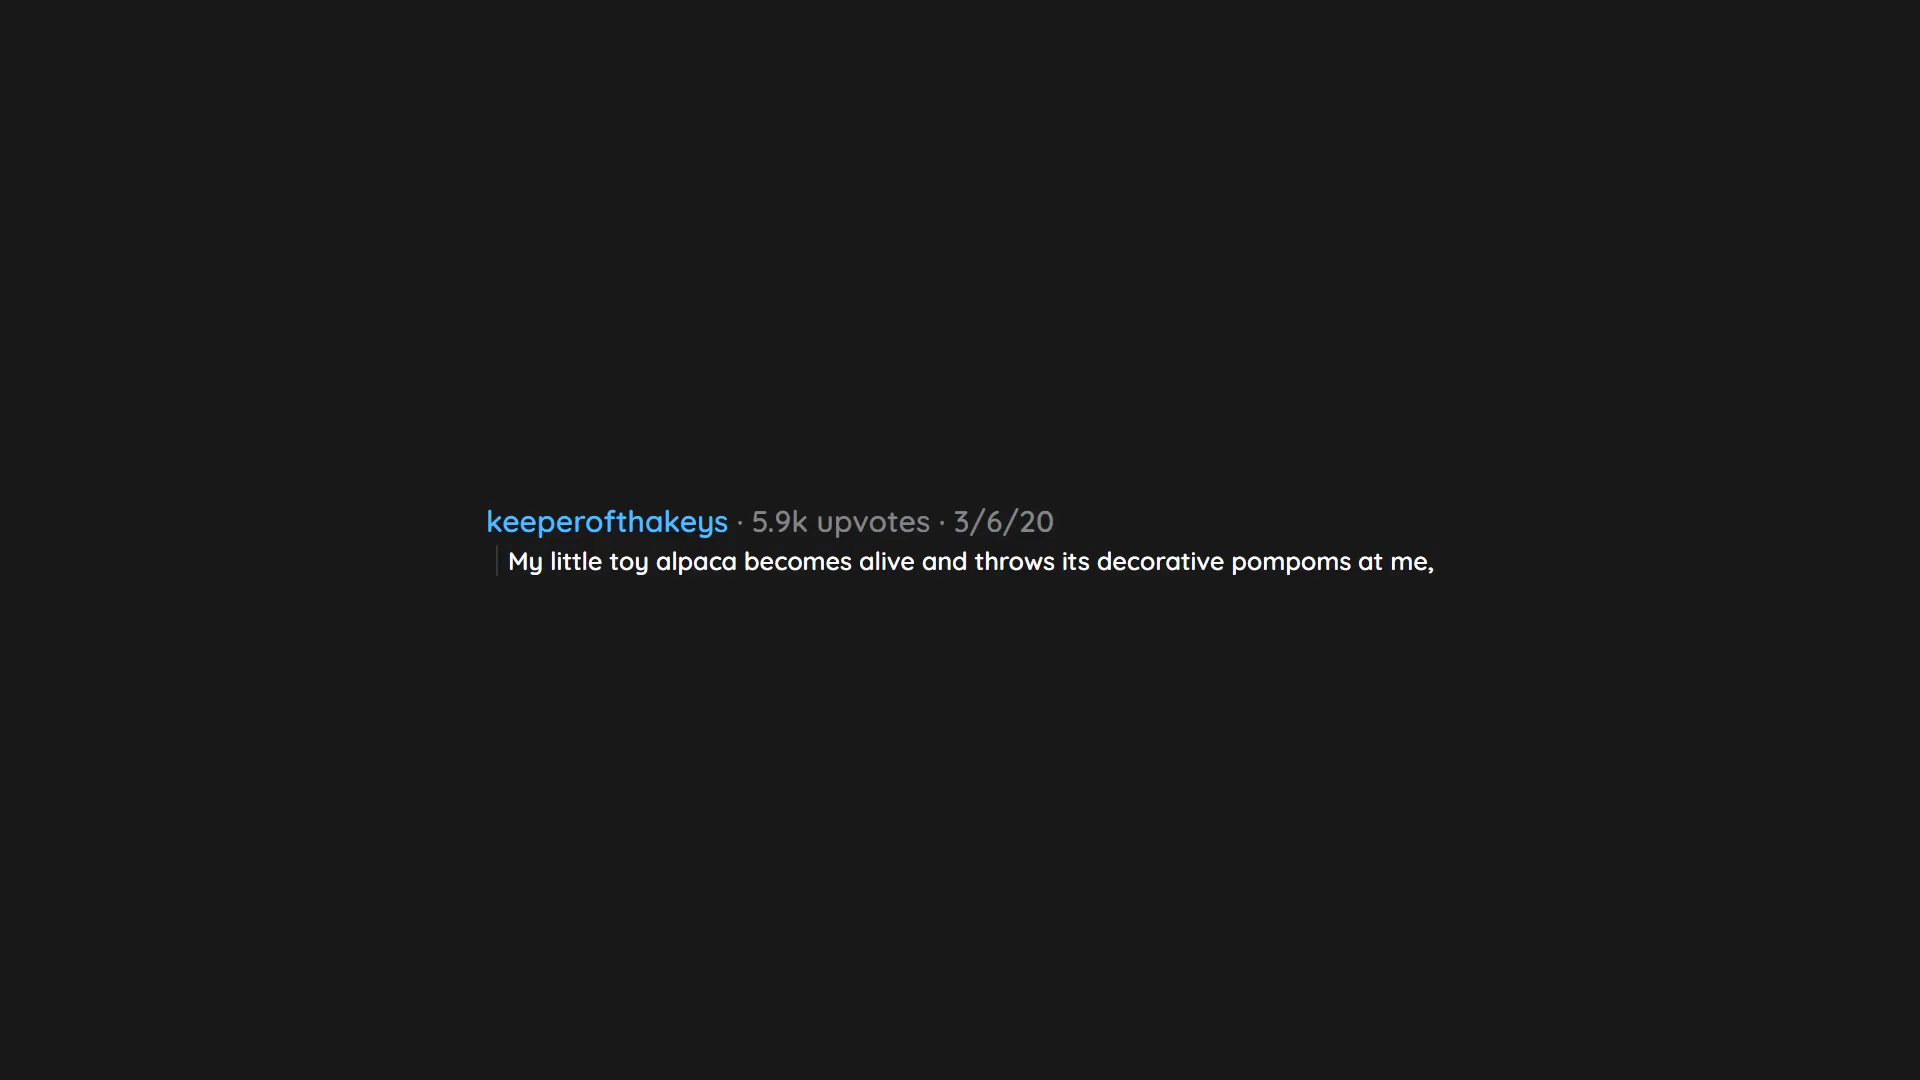 keeperofthakeys · 5.9k upvotes · 3/6/20
My little toy alpaca becomes alive and throws its decorative pompoms at me,